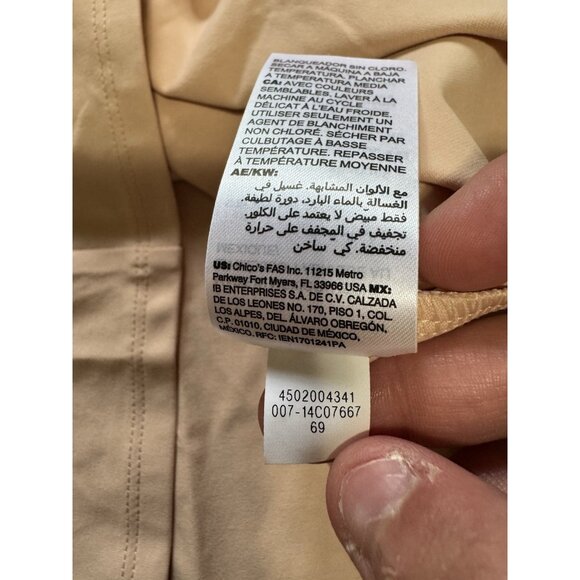 BLANQUEADOR SIN CLORO.
SECAR A MÁQUINA A BAJA
TEMPERATURA, PLANCHAR
A TEMPERATURA MEDIA
CA: AVEC COULEURS
SEMBLABLES. LAVER À LA
MACHINE AU CYCLE
DÉLICAT À L'EAU FROIDE.
UTILISER SEULEMENT UN
AGENT DE BLANCHIMENT
NON CHLORÉ. SÉCHER PAR
CULBUTAGE À BASSE
TEMPÉRATURE. REPASSER
À TEMPÉRATURE MOYENNE
AE/KW:
مع الألوان المشابهة. غسيل في
الغسالة بالماء البارد، دورة لطيفة.
فقط مبيّض لا يعتمد على الكلور.
تجفيف في المجفف على حرارة
منخفضة. كي ساخن
US: Chico's FAS Inc. 11215 Metro
Parkway Fort Myers, FL 33966 USA MX:
IB ENTERPRISES S.A. DE C.V. CALZADA
DE LOS LEONES NO. 170, PISO 1, COL.
LOS ALPES, DEL. ÁLVARO OBREGÓN,
C.P. 01010, CIUDAD DE MÉXICO,
MÉXICO. RFC: IEN1701241PA
4502004341
007-14C07667
69